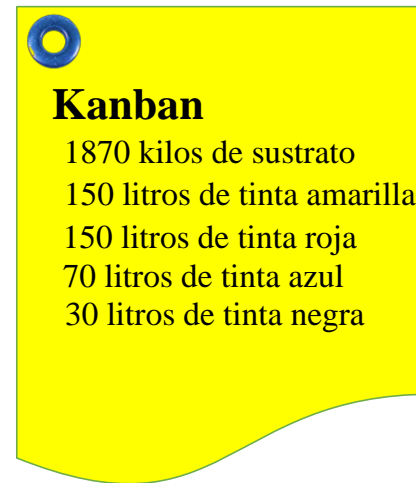 Kanban
1870 kilos de sustrato
150 litros de tinta amarilla
150 litros de tinta roja
70 litros de tinta azul
30 litros de tinta negra